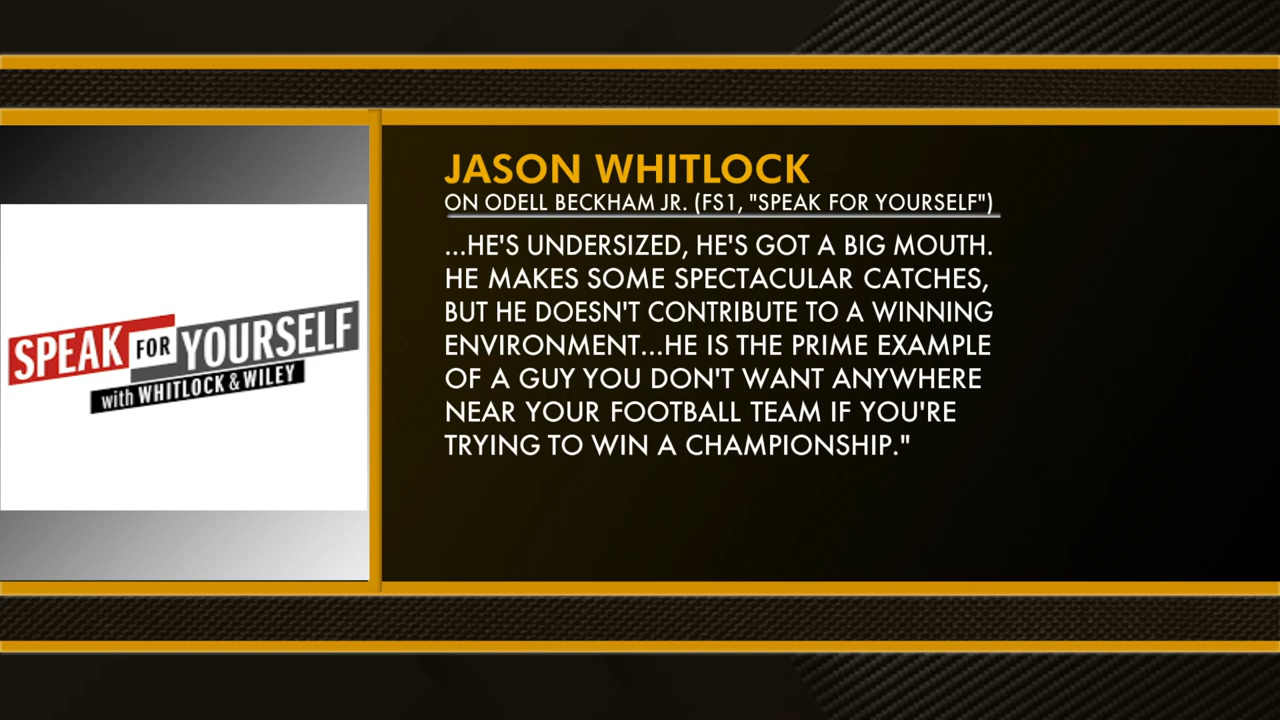 SPEAK FOR YOURSELF
with WHITLOCK & WILEY
JASON WHITLOCK
ON ODELL BECKHAM JR. (FS1, "SPEAK FOR YOURSELF")
...HE'S UNDERSIZED, HE'S GOT A BIG MOUTH.
HE MAKES SOME SPECTACULAR CATCHES,
BUT HE DOESN'T CONTRIBUTE TO A WINNING
ENVIRONMENT...HE IS THE PRIME EXAMPLE
OF A GUY YOU DON'T WANT ANYWHERE
NEAR YOUR FOOTBALL TEAM IF YOU'RE
TRYING TO WIN A CHAMPIONSHIP."